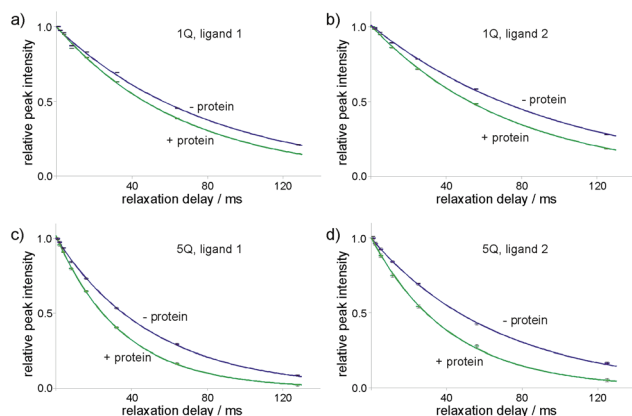 a)
1Q, ligand 1
relative peak intensity
1.0
0.5
0.0
- protein
+ protein
40
80
120
relaxation delay / ms
b)
1Q, ligand 2
relative peak intensity
1.0
0.5
0.0
- protein
+ protein
40
80
120
relaxation delay / ms
c)
5Q, ligand 1
relative peak intensity
1.0
0.5
0.0
- protein
+ protein
40
80
120
relaxation delay / ms
d)
5Q, ligand 2
relative peak intensity
1.0
0.5
0.0
- protein
+ protein
40
80
120
relaxation delay / ms